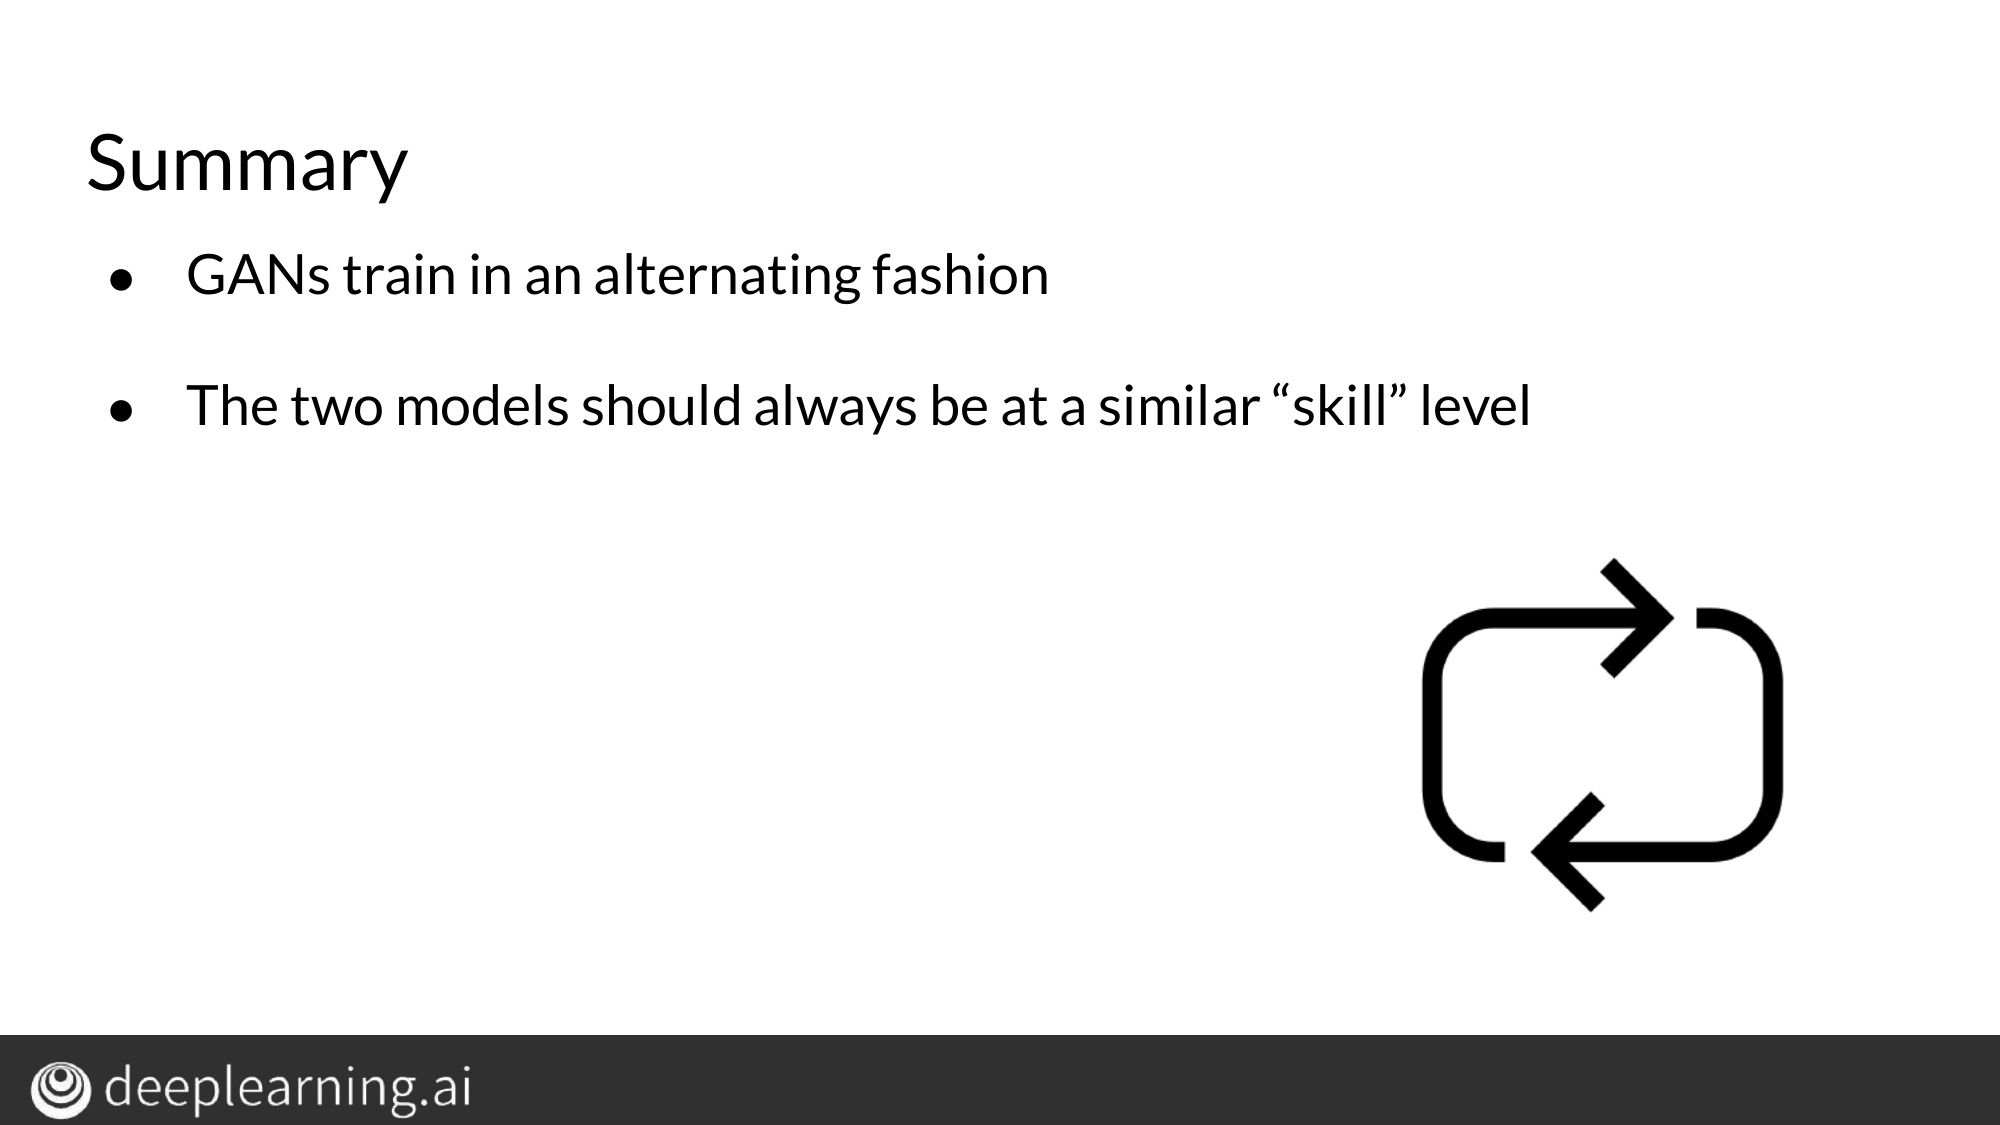 Summary
● GANs train in an alternating fashion
● The two models should always be at a similar “skill” level
deeplearning.ai